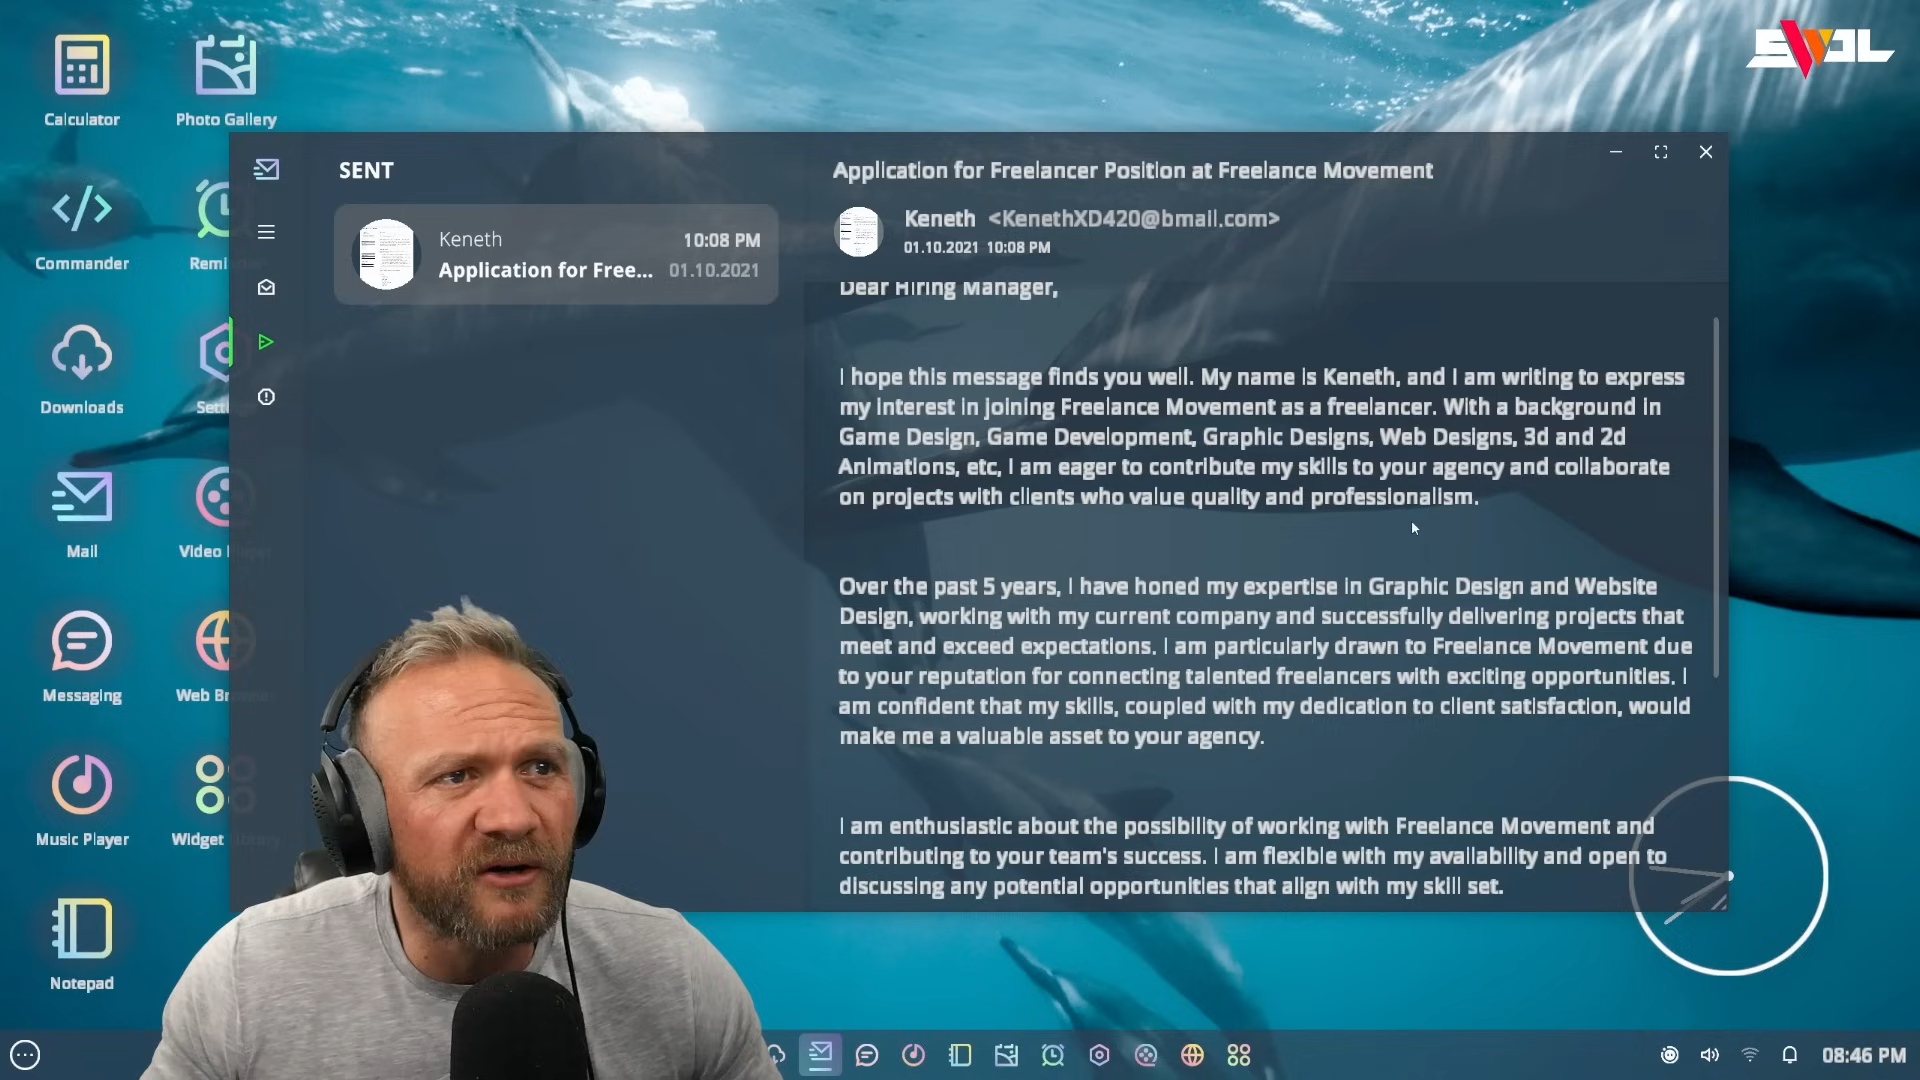 SWOL
Calculator
Photo Gallery
SENT
Application for Freelancer Position at Freelance Movement
Keneth
10:08 PM
Application for Free...
01.10.2021
Keneth <KenethXD420@bmail.com>
01.10.2021 10:08 PM
Commander
Remi
Dear Hiring Manager,
I hope this message finds you well. My name is Keneth, and I am writing to express
my interest in joining Freelance Movement as a freelancer. With a background in
Game Design, Game Development, Graphic Designs, Web Designs, 3d and 2d
Animations, etc, I am eager to contribute my skills to your agency and collaborate
on projects with clients who value quality and professionalism.
Downloads
Setti
Mail
Video Player
Over the past 5 years, I have honed my expertise in Graphic Design and Website
Design, working with my current company and successfully delivering projects that
meet and exceed expectations. I am particularly drawn to Freelance Movement due
to your reputation for connecting talented freelancers with exciting opportunities. I
am confident that my skills, coupled with my dedication to client satisfaction, would
make me a valuable asset to your agency.
Messaging
Web Browser
I am enthusiastic about the possibility of working with Freelance Movement and
contributing to your team's success. I am flexible with my availability and open to
discussing any potential opportunities that align with my skill set.
Music Player
Widget Library
Notepad
08:46 PM